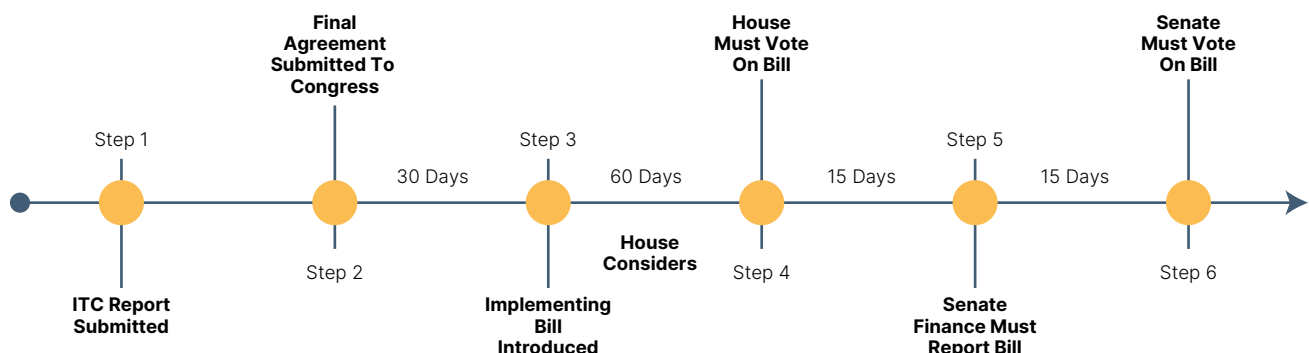 Step 1
ITC Report
Submitted
Final
Agreement
Submitted To
Congress
Step 2
30 Days
Step 3
Implementing
Bill
Introduced
60 Days
House
Considers
House
Must Vote
On Bill
Step 4
15 Days
Step 5
Senate
Finance Must
Report Bill
15 Days
Senate
Must Vote
On Bill
Step 6